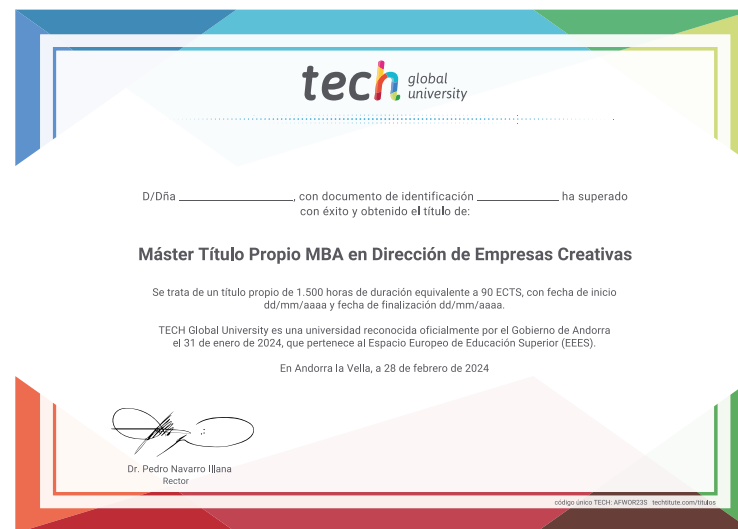 tech global university
D/Dña ____________________, con documento de identificación ______________ ha superado
con éxito y obtenido el título de:
Máster Título Propio MBA en Dirección de Empresas Creativas
Se trata de un título propio de 1.500 horas de duración equivalente a 90 ECTS, con fecha de inicio
dd/mm/aaaa y fecha de finalización dd/mm/aaaa.
TECH Global University es una universidad reconocida oficialmente por el Gobierno de Andorra
el 31 de enero de 2024, que pertenece al Espacio Europeo de Educación Superior (EEES).
En Andorra la Vella, a 28 de febrero de 2024
Dr. Pedro Navarro Illana
Rector
código único TECH: AFWOR23S techtitute.com/titulos